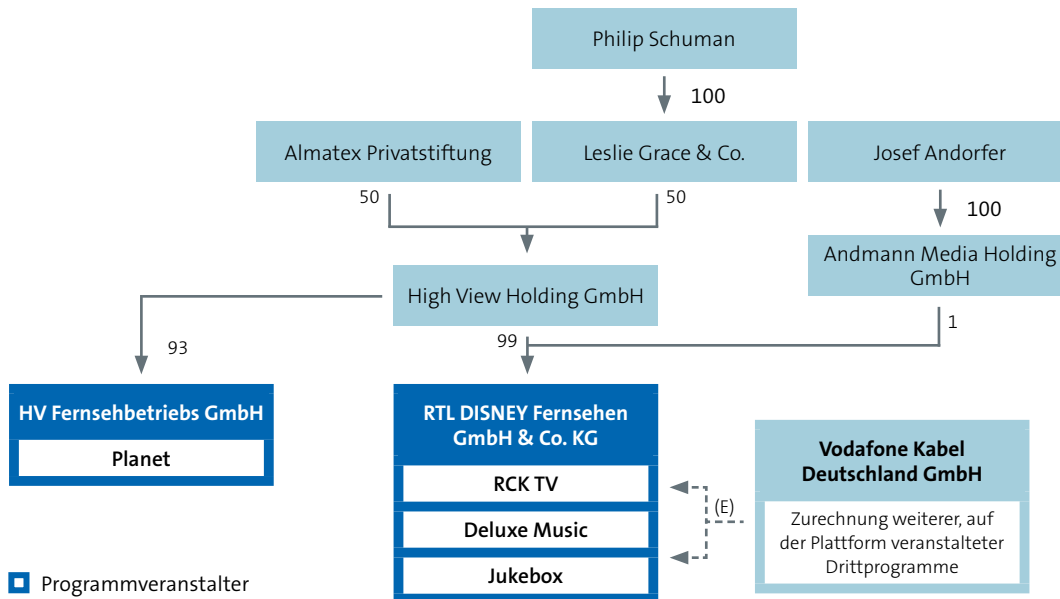 Philip Schuman
100
Almatex Privatstiftung
Leslie Grace & Co.
Josef Andorfer
50
50
100
High View Holding GmbH
Andmann Media Holding
GmbH
93
99
1
HV Fernsehbetriebs GmbH
Planet
RTL DISNEY Fernsehen
GmbH & Co. KG
RCK TV
Deluxe Music
Jukebox
(E)
Vodafone Kabel
Deutschland GmbH
Zurechnung weiterer, auf
der Plattform veranstalteter
Drittprogramme
Programmveranstalter